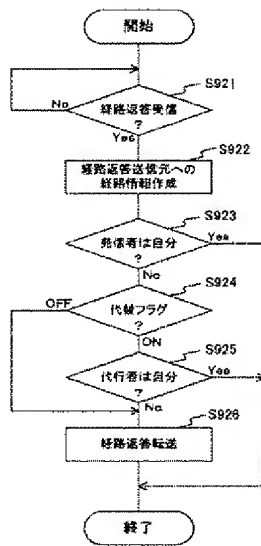 開始
S921
経路返答受信
?
No
Yes
S922
経路返答送信元への
経路情報作成
S923
発信者は自分
?
Yes
No
S924
OFF
代替フラグ
?
ON
S925
代行者は自分
?
Yes
No
S926
経路返答転送
終了